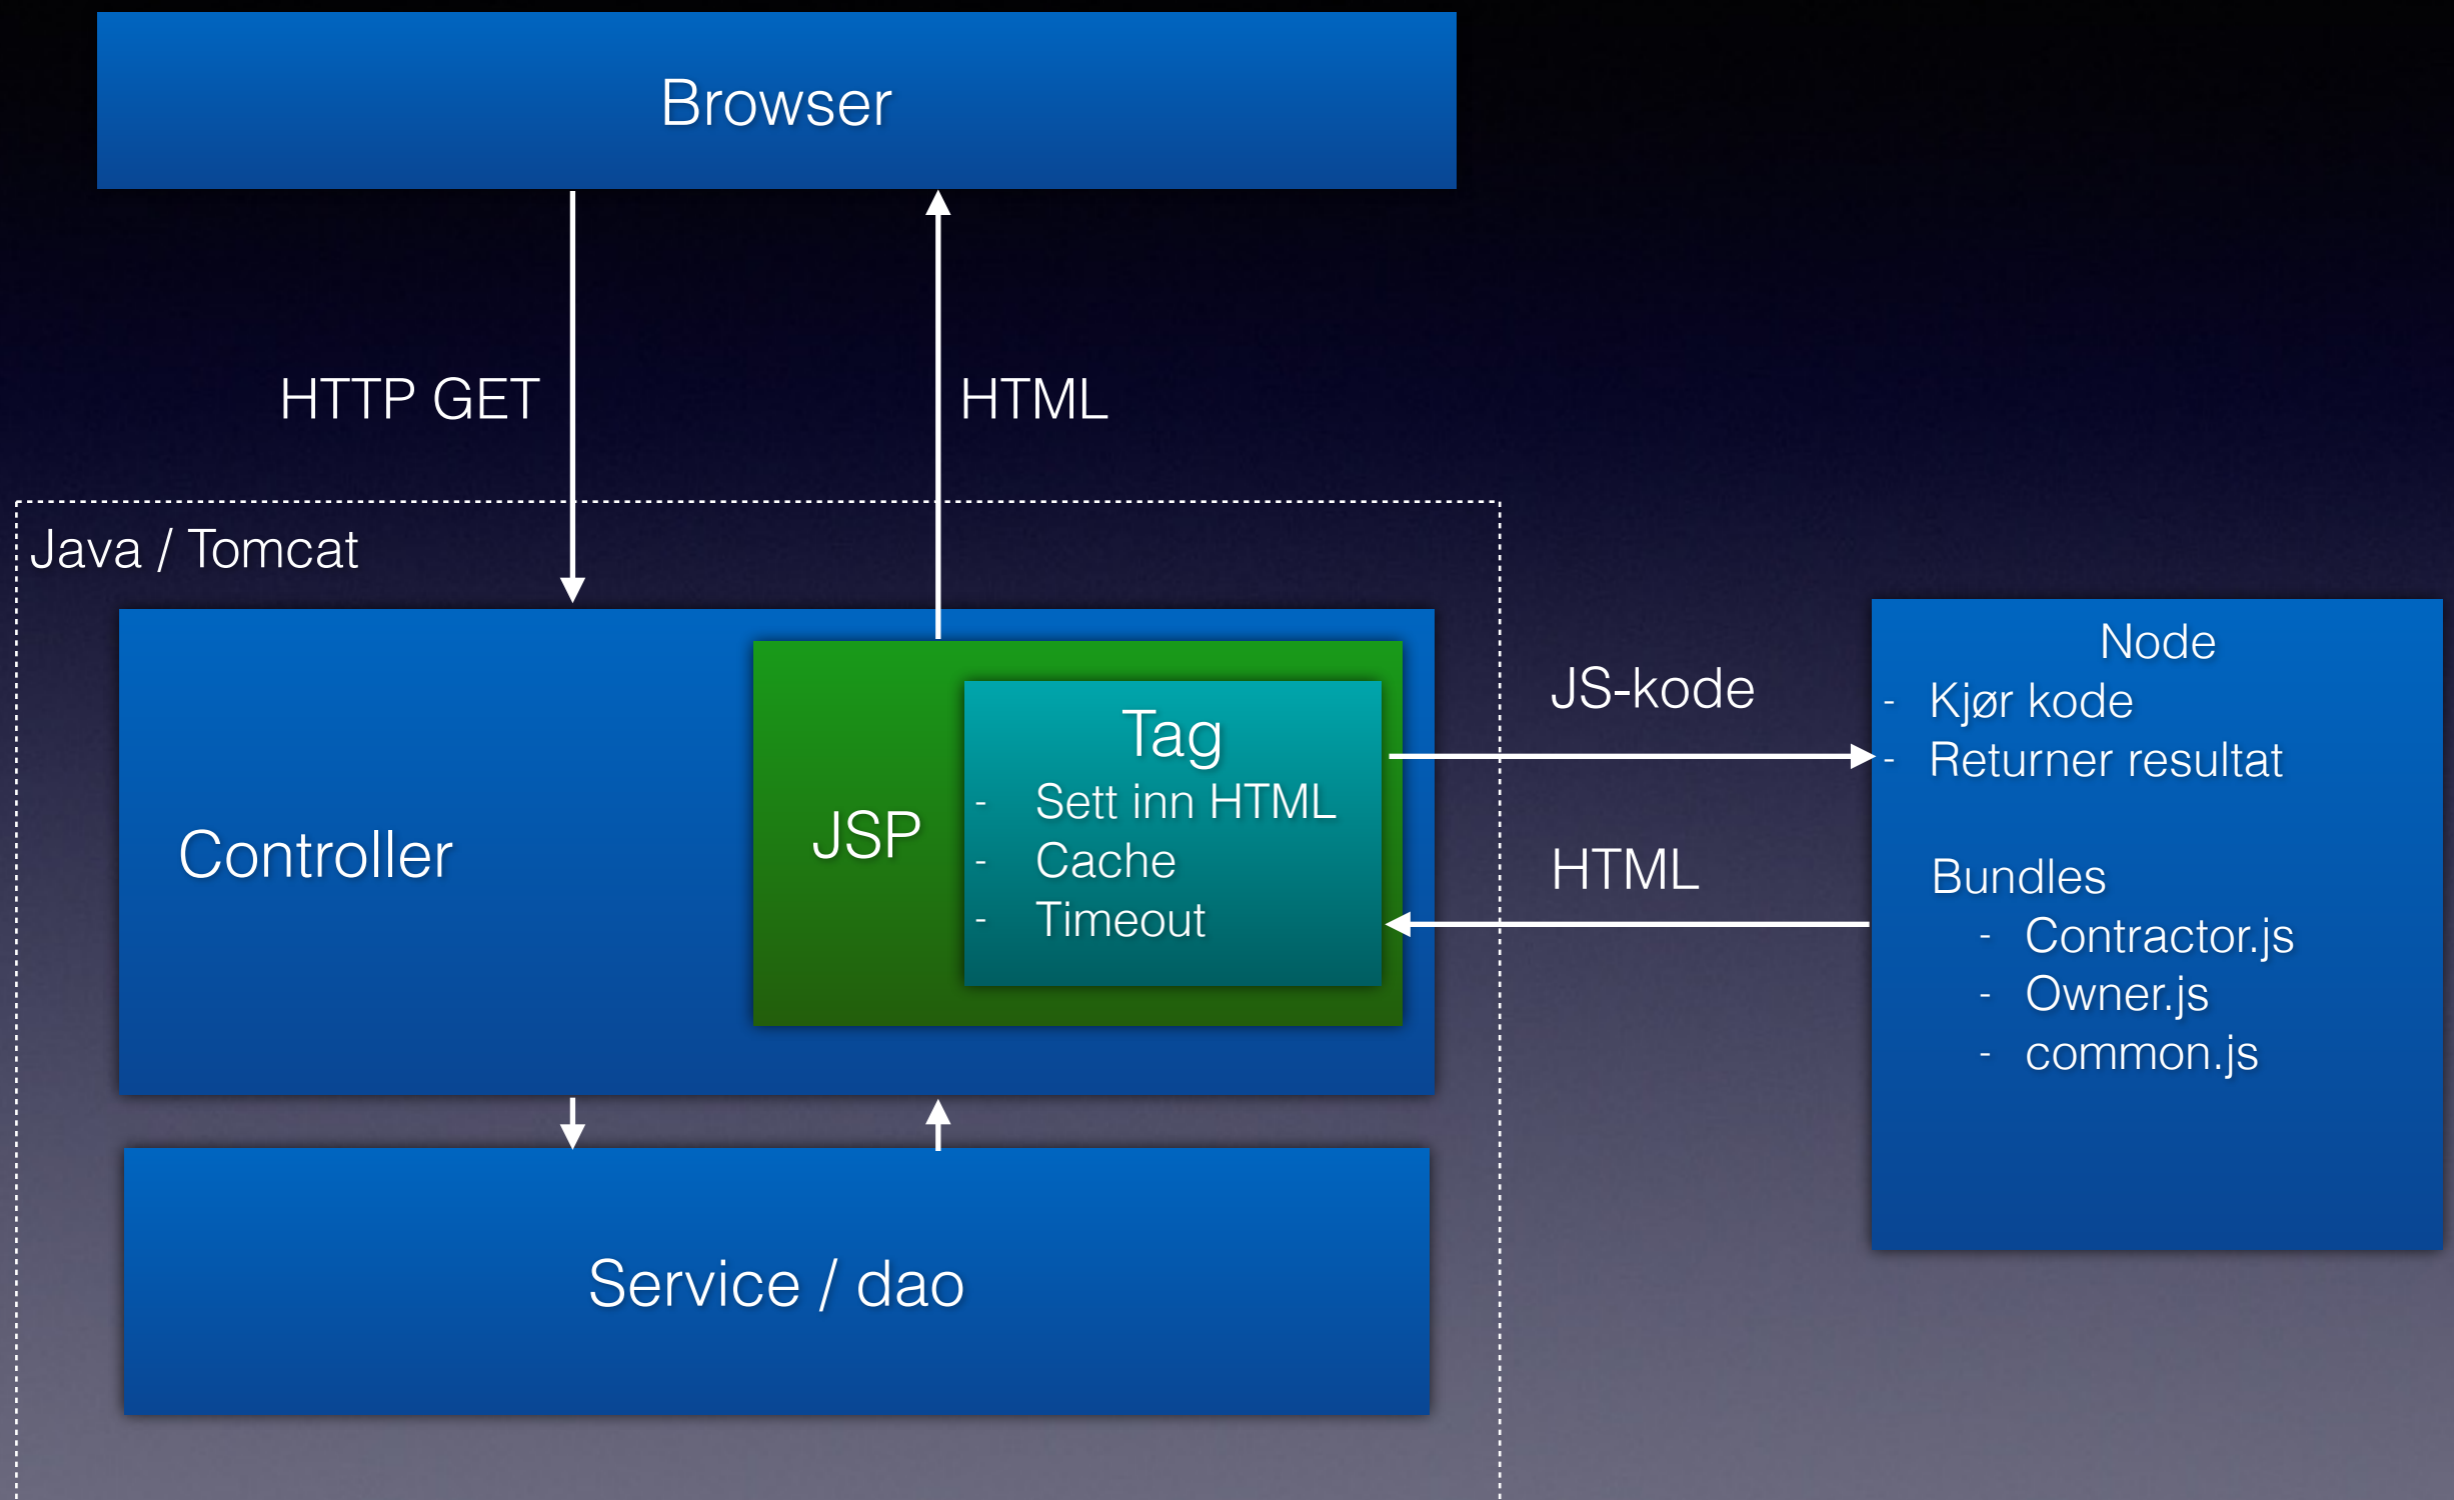 Browser
HTTP GET
HTML
Java / Tomcat
Controller
JSP
Tag
- Sett inn HTML
- Cache
- Timeout
JS-kode
HTML
Node
- Kjør kode
- Returner resultat
Bundles
- Contractor.js
- Owner.js
- common.js
Service / dao